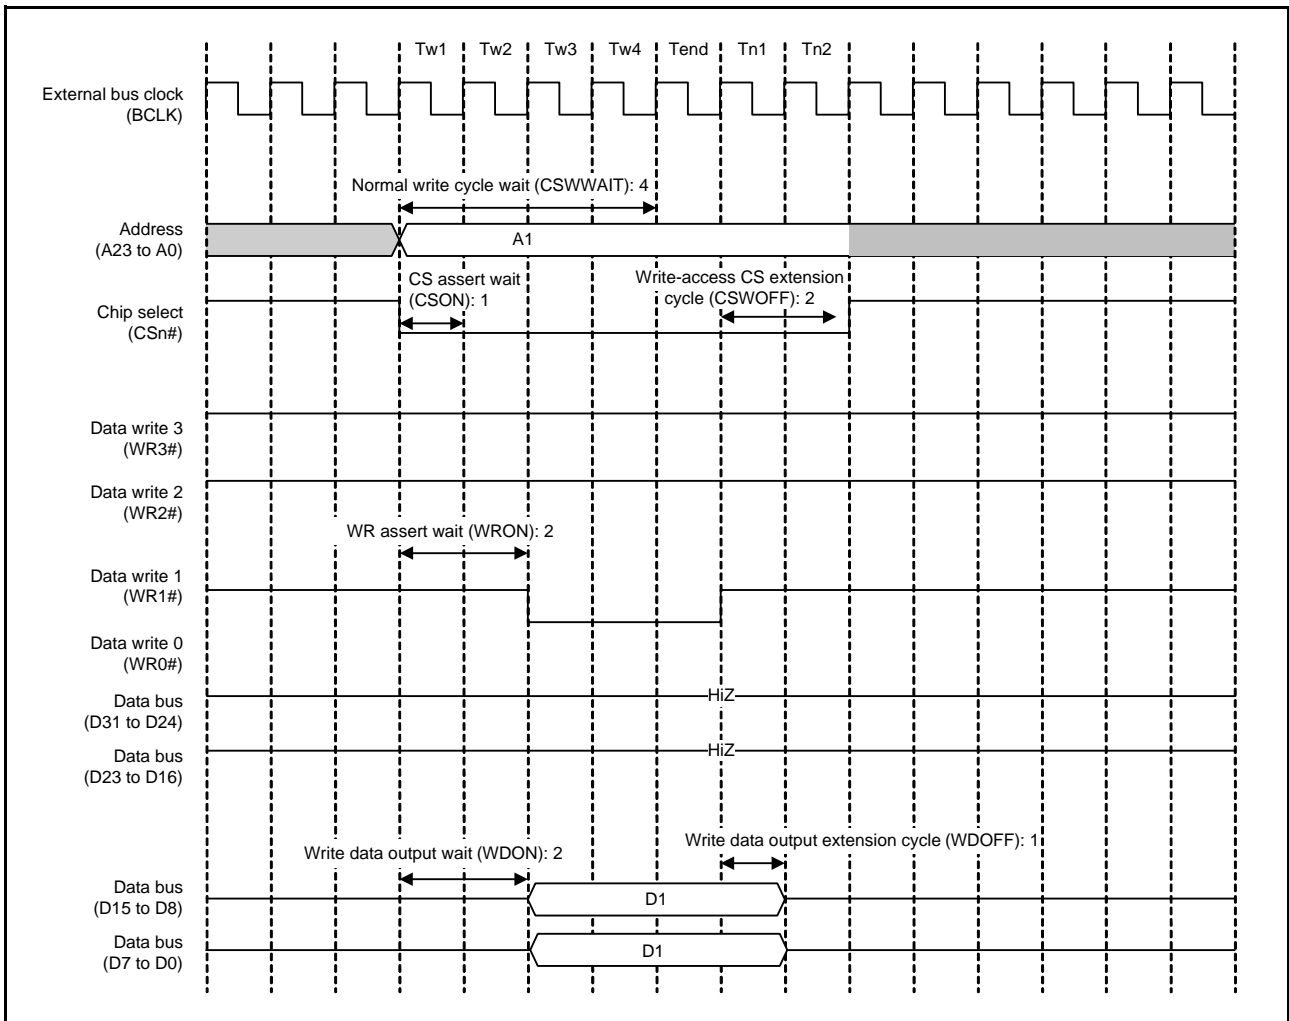 Tw1 Tw2 Tw3 Tw4 Tend Tn1 Tn2
External bus clock
(BCLK)
Normal write cycle wait (CSWWAIT): 4
Address
(A23 to A0)
A1
CS assert wait
(CSON): 1
Write-access CS extension
cycle (CSWOFF): 2
Chip select
(CSn#)
Data write 3
(WR3#)
Data write 2
(WR2#)
WR assert wait (WRON): 2
Data write 1
(WR1#)
Data write 0
(WR0#)
Data bus
(D31 to D24)
HiZ
Data bus
(D23 to D16)
HiZ
Write data output wait (WDON): 2
Write data output extension cycle (WDOFF): 1
Data bus
(D15 to D8)
D1
Data bus
(D7 to D0)
D1